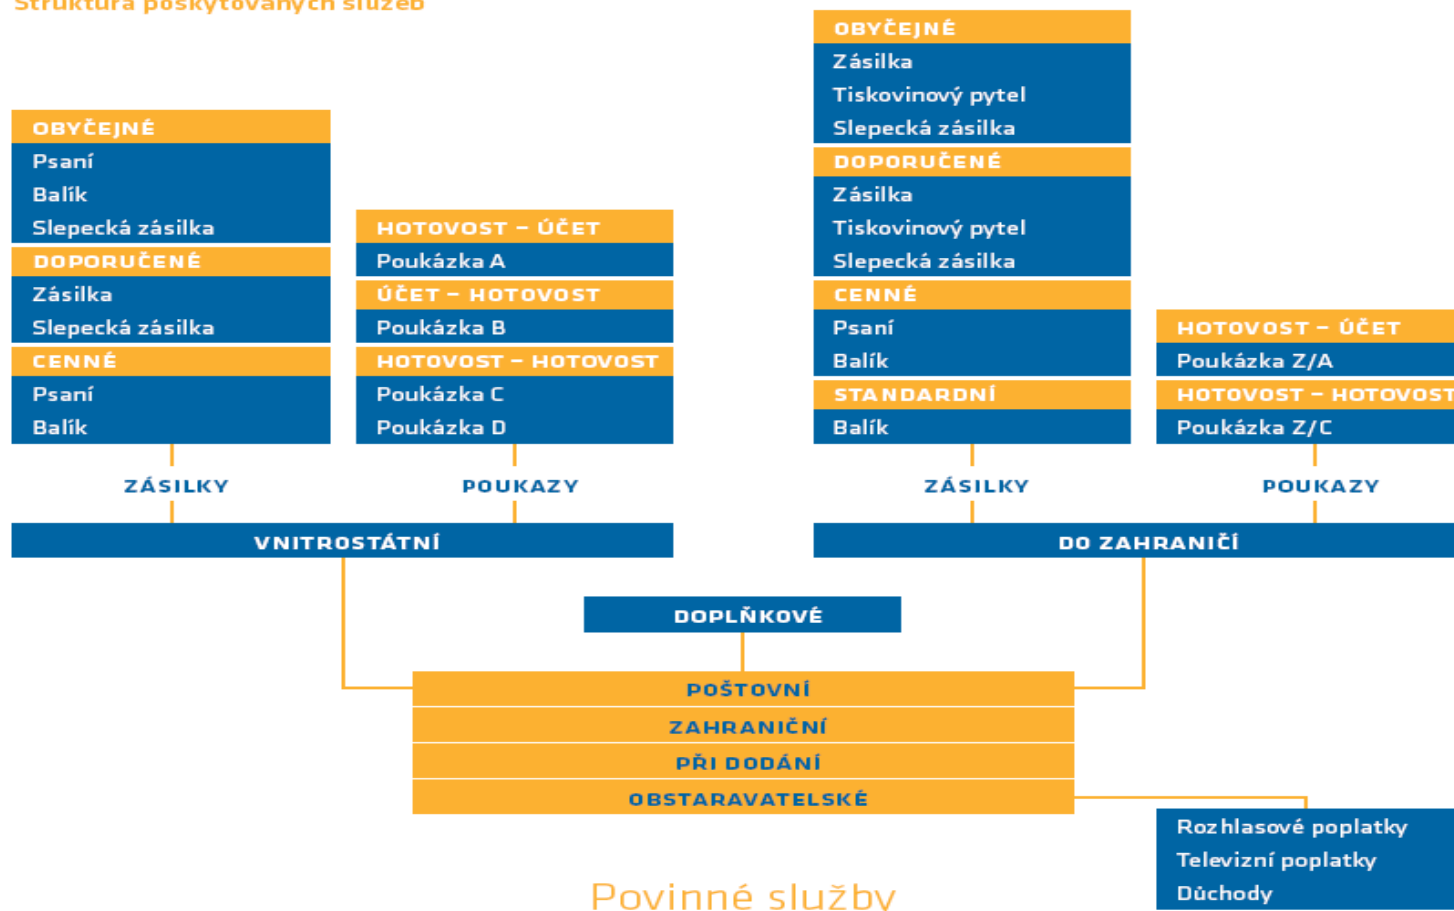 Struktura poskytovaných služeb
OBYČEJNÉ
Psaní
Balík
Slepecká zásilka
DOPORUČENÉ
Zásilka
Slepecká zásilka
CENNÉ
Psaní
Balík
HOTOVOST – ÚČET
Poukázka A
ÚČET – HOTOVOST
Poukázka B
HOTOVOST – HOTOVOST
Poukázka C
Poukázka D
ZÁSILKY
POUKAZY
VNITROSTÁTNÍ
OBYČEJNÉ
Zásilka
Tiskovinový pytel
Slepecká zásilka
DOPORUČENÉ
Zásilka
Tiskovinový pytel
Slepecká zásilka
CENNÉ
Psaní
Balík
STANDARDNÍ
Balík
HOTOVOST – ÚČET
Poukázka Z/A
HOTOVOST – HOTOVOST
Poukázka Z/C
ZÁSILKY
POUKAZY
DO ZAHRANIČÍ
DOPLŇKOVÉ
POŠTOVNÍ
ZAHRANIČNÍ
PŘI DODÁNÍ
OBSTARAVATELSKÉ
Rozhlasové poplatky
Televizní poplatky
Důchody
Povinné služby